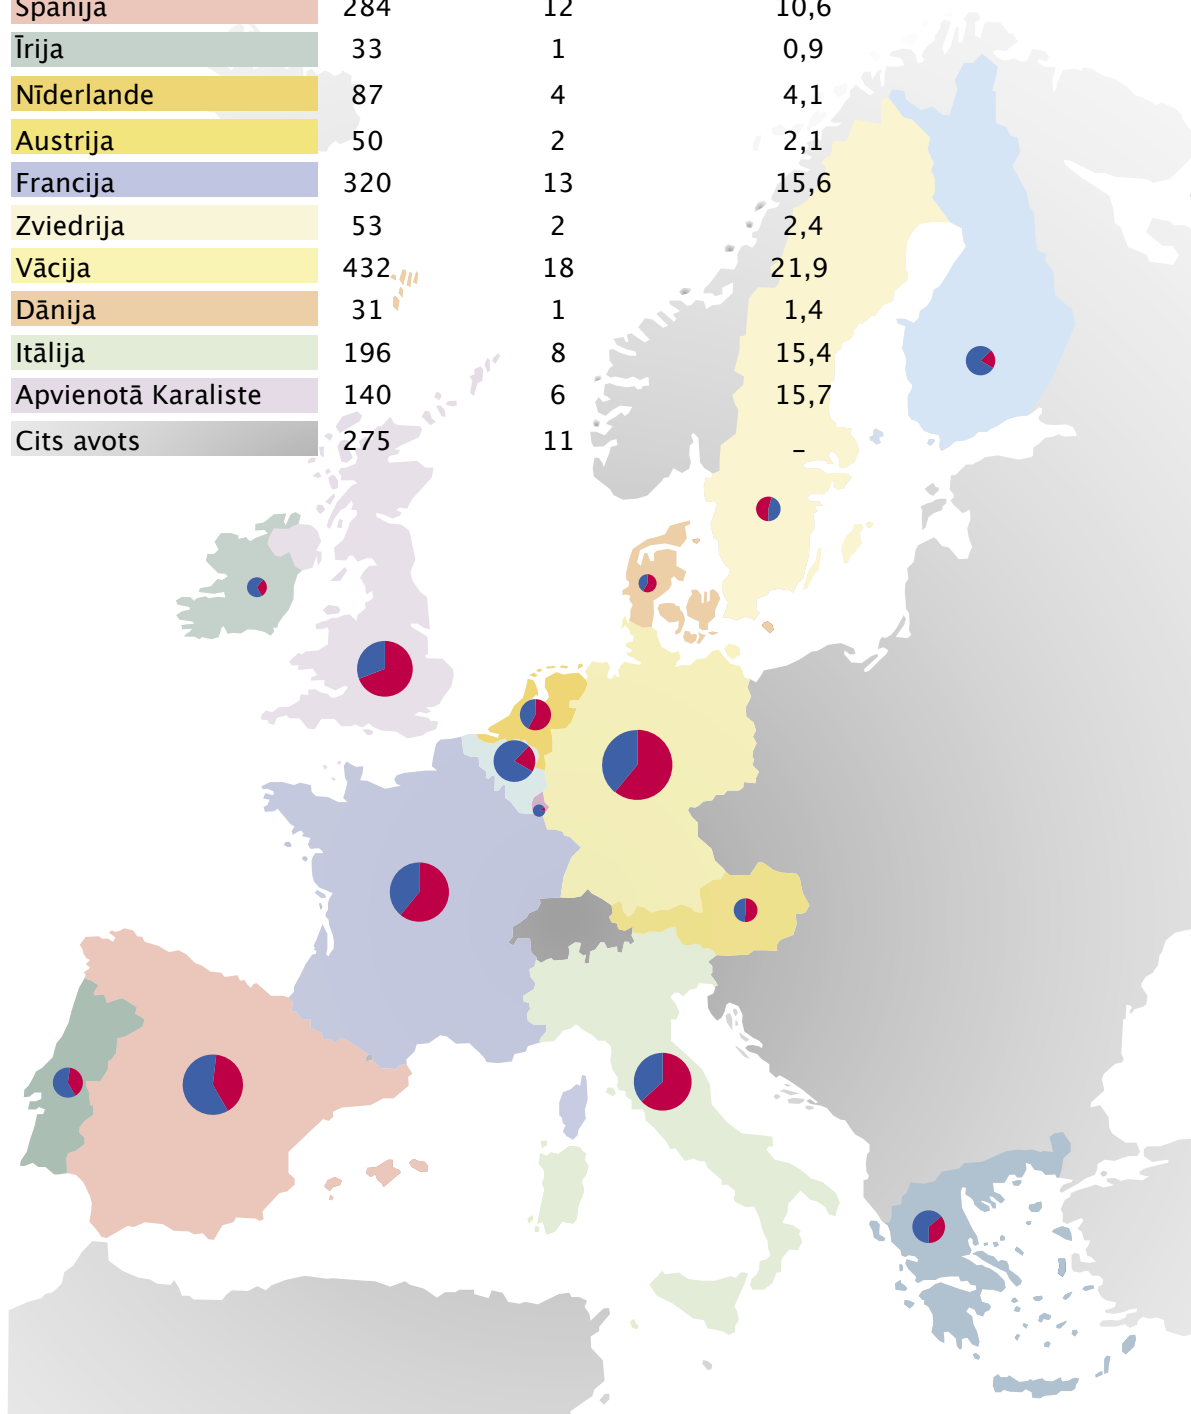 Spānija 284 12 10,6
Īrija 33 1 0,9
Nīderlande 87 4 4,1
Austrija 50 2 2,1
Francija 320 13 15,6
Zviedrija 53 2 2,4
Vācija 432 18 21,9
Dānija 31 1 1,4
Itālija 196 8 15,4
Apvienotā Karaliste 140 6 15,7
Cits avots 275 11 –